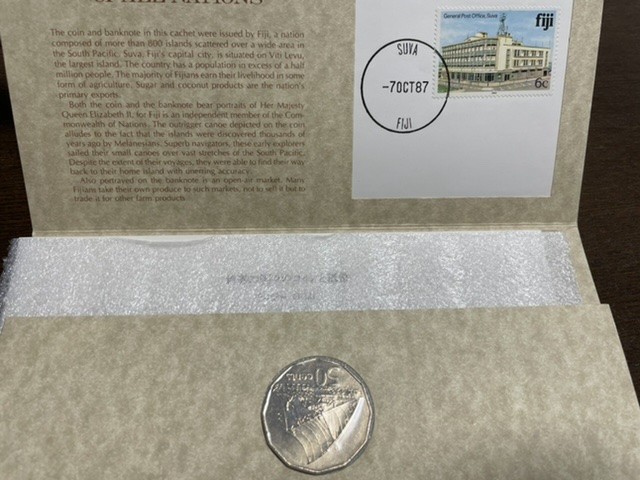 OF ALL NATIONS
The coin and banknote in this cachet were issued by Fiji, a
nation composed of more than 800 islands scattered over a wide area in
the South Pacific. Suva, Fiji's capital city, is situated on Viti Levu,
the largest island. The country has a population in excess of a half
million people. The majority of Fijians earn their livelihood in some
form of agriculture. Sugar and coconut products are the nation's
primary exports.
Both the coin and the banknote bear portraits of Her Majesty
Queen Elizabeth II, for Fiji is an independent member of the Com-
monwealth of Nations. The outrigger canoe depicted on the coin
alludes to the fact that the islands were discovered thousands of
years ago by Melanesians. Superb navigators, these early explorers
sailed their small canoes over vast stretches of the South Pacific.
Despite the extent of their voyages, they were able to find their way
back to their home island with unerring accuracy.
Also portrayed on the banknote is an open-air market. Many
Fijians take their own produce to such markets, not to sell it but to
trade it for other farm products.
General Post Office, Suva
fiji
6c
SUVA
-7OCT87
FIJI
50
CENTS